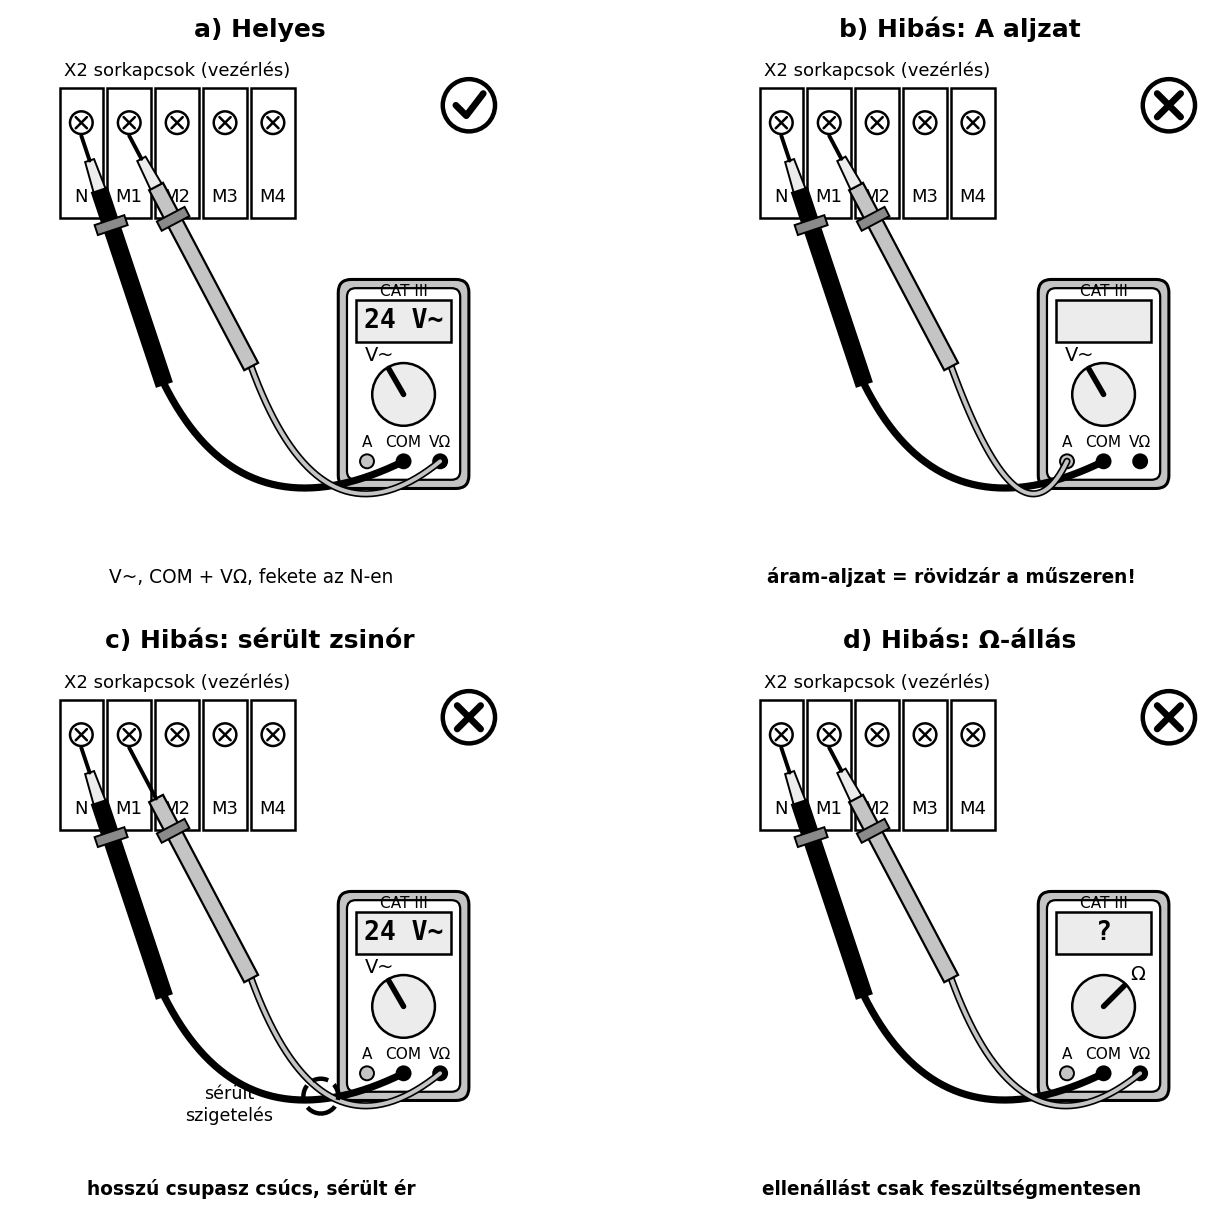 a) Helyes
X2 sorkapcsok (vezérlés)
N M1 M2 M3 M4
CAT III
24 V~
V~
A COM VΩ
V~, COM + VΩ, fekete az N-en
b) Hibás: A aljzat
X2 sorkapcsok (vezérlés)
N M1 M2 M3 M4
CAT III
V~
A COM VΩ
áram-aljzat = rövidzár a műszeren!
c) Hibás: sérült zsinór
X2 sorkapcsok (vezérlés)
N M1 M2 M3 M4
CAT III
24 V~
V~
A COM VΩ
sérült
szigetelés
hosszú csupasz csúcs, sérült ér
d) Hibás: Ω-állás
X2 sorkapcsok (vezérlés)
N M1 M2 M3 M4
CAT III
?
Ω
A COM VΩ
ellenállást csak feszültségmentesen